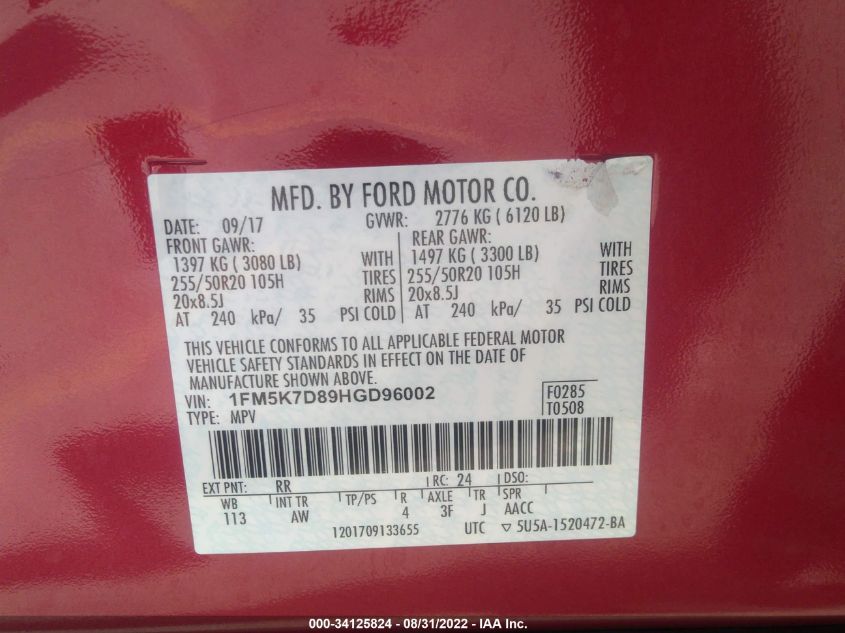 MFD. BY FORD MOTOR CO.
DATE: 09/17 GVWR: 2776 KG ( 6120 LB)
FRONT GAWR: REAR GAWR:
1397 KG ( 3080 LB) WITH 1497 KG ( 3300 LB) WITH
255/50R20 105H TIRES 255/50R20 105H TIRES
20x8.5J RIMS 20x8.5J RIMS
AT 240 kPa/ 35 PSI COLD AT 240 kPa/ 35 PSI COLD
THIS VEHICLE CONFORMS TO ALL APPLICABLE FEDERAL MOTOR
VEHICLE SAFETY STANDARDS IN EFFECT ON THE DATE OF
MANUFACTURE SHOWN ABOVE.
VIN: 1FM5K7D89HGD96002 F0285
TYPE: MPV T0508
EXT PNT: RR RC: 24 DSO:
WB INT TR TP/PS R AXLE TR SPR
113 AW 4 3F J AACC
1201709133655 UTC ▽ 5U5A-1520472-BA
000-34125824 - 08/31/2022 - IAA Inc.